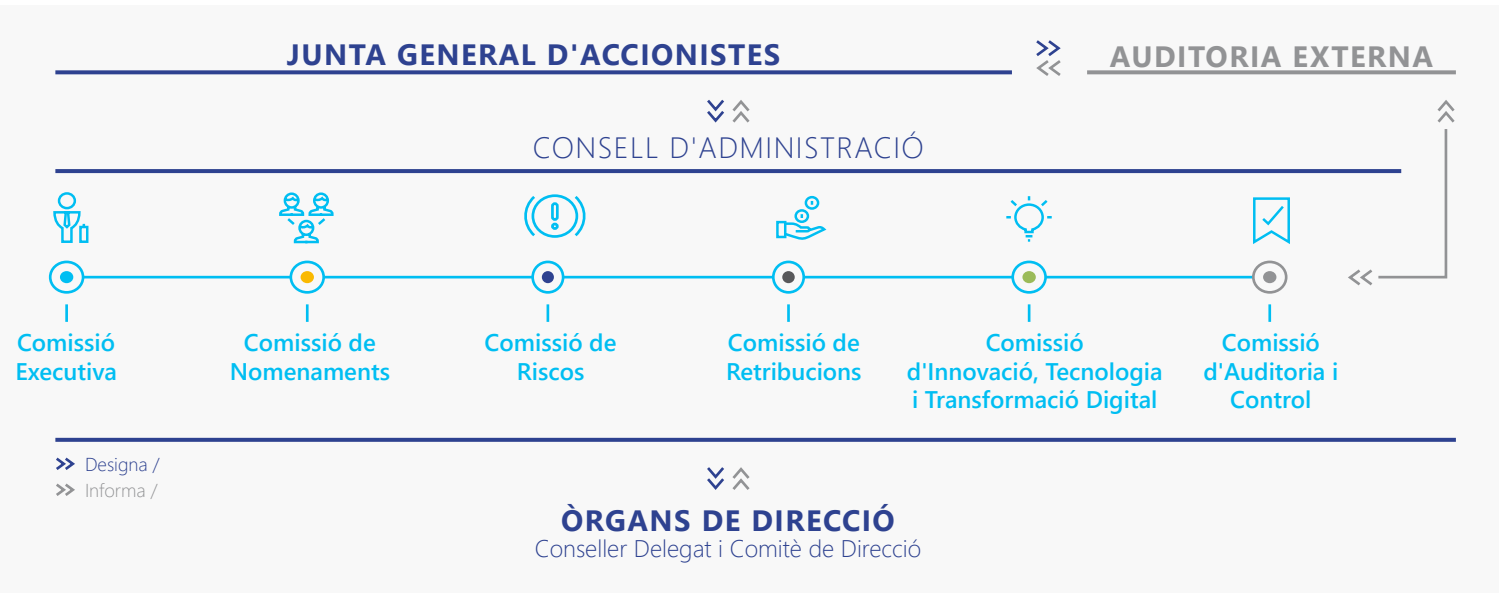 JUNTA GENERAL D'ACCIONISTES
AUDITORIA EXTERNA
CONSELL D'ADMINISTRACIÓ
Comissió
Executiva
Comissió de
Nomenaments
Comissió de
Riscos
Comissió de
Retribucions
Comissió
d'Innovació, Tecnologia
i Transformació Digital
Comissió
d'Auditoria i
Control
Designa /
Informa /
ÒRGANS DE DIRECCIÓ
Conseller Delegat i Comitè de Direcció